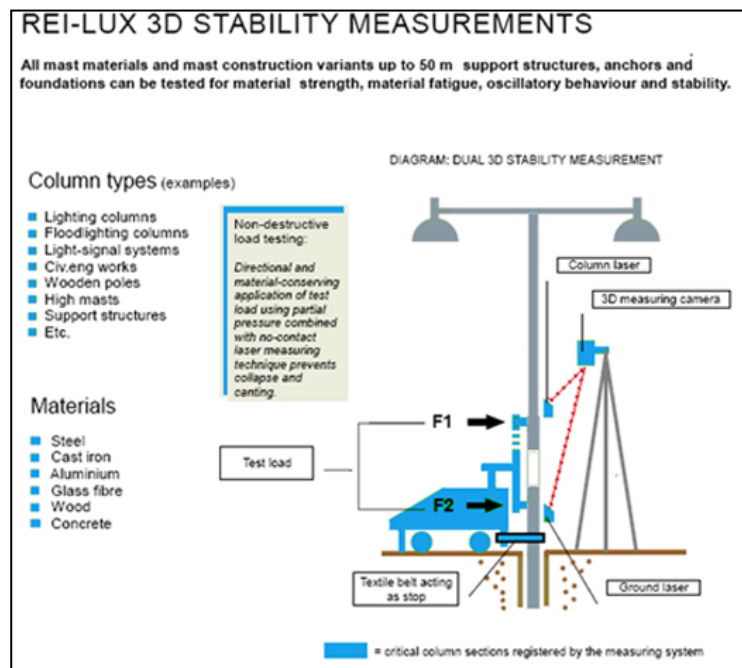 REI-LUX 3D STABILITY MEASUREMENTS
All mast materials and mast construction variants up to 50 m support structures, anchors and
foundations can be tested for material strength, material fatigue, oscillatory behaviour and stability.
DIAGRAM: DUAL 3D STABILITY MEASUREMENT
Column types (examples)
Lighting columns
Floodlighting columns
Light-signal systems
Civ.eng works
Wooden poles
High masts
Support structures
Etc.
Non-destructive
load testing:
Directional and
material-conserving
application of test
load using partial
pressure combined
with no-contact
laser measuring
technique prevents
collapse and
canting.
Column laser
3D measuring camera
Materials
Steel
Cast iron
Aluminium
Glass fibre
Wood
Concrete
F1
Test load
F2
Textile belt acting
as stop
Ground laser
= critical column sections registered by the measuring system